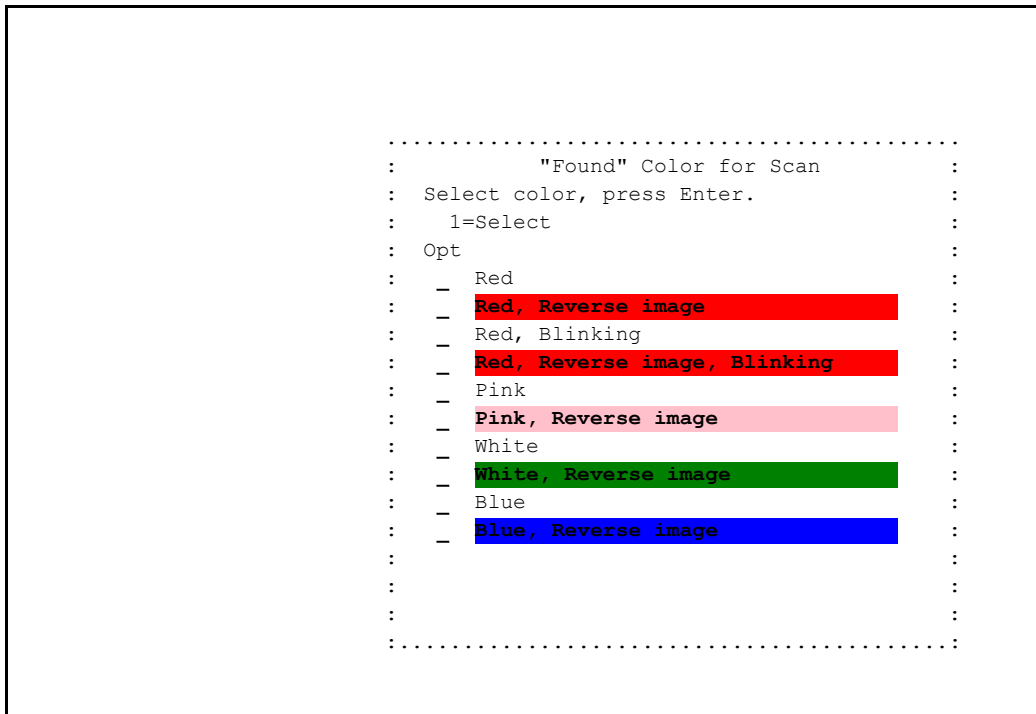 .............................................
: "Found" Color for Scan :
: Select color, press Enter. :
: 1=Select :
: Opt :
: _ Red :
: _ Red, Reverse image :
: _ Red, Blinking :
: _ Red, Reverse image, Blinking :
: _ Pink :
: _ Pink, Reverse image :
: _ White :
: _ White, Reverse image :
: _ Blue :
: _ Blue, Reverse image :
: :
: :
: :
:...........................................: